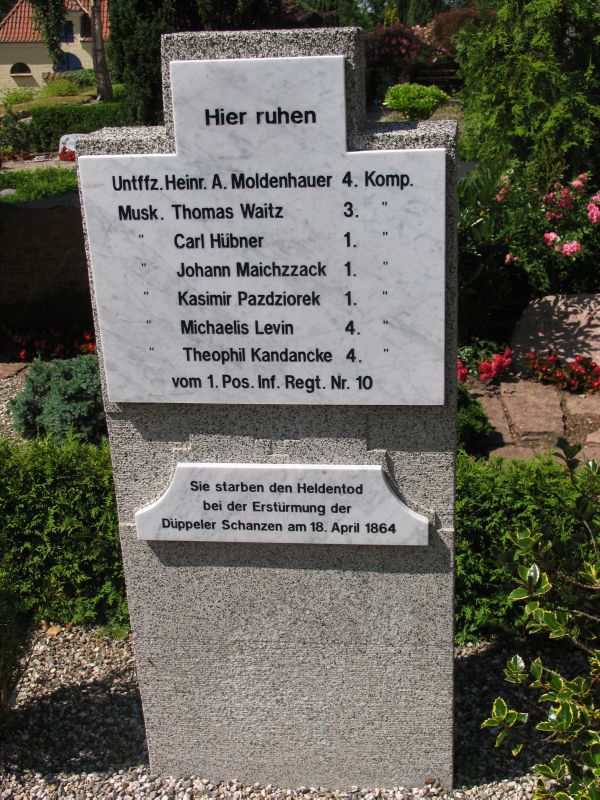 Hier ruhen
Untffz. Heinr. A. Moldenhauer 4. Komp.
Musk. Thomas Waitz 3. "
" Carl Hübner 1. "
" Johann Maichzzack 1. "
" Kasimir Pazdziorek 1. "
" Michaelis Levin 4. "
" Theophil Kandancke 4. "
vom 1. Pos. Inf. Regt. Nr. 10
Sie starben den Heldentod
bei der Erstürmung der
Düppeler Schanzen am 18. April 1864